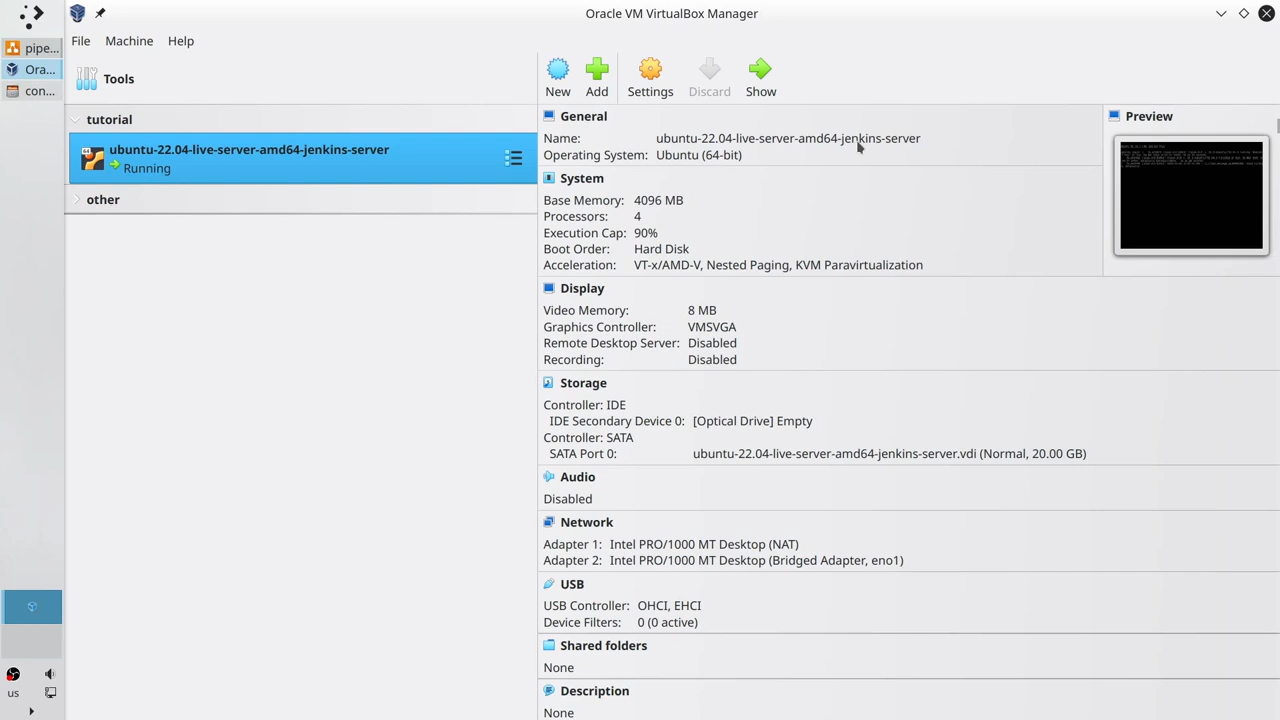 Oracle VM VirtualBox Manager
pipe...
Ora...
con...
us
File Machine Help
Tools
New Add Settings Discard Show
tutorial
ubuntu-22.04-live-server-amd64-jenkins-server
Running
other
General
Name: ubuntu-22.04-live-server-amd64-jenkins-server
Operating System: Ubuntu (64-bit)
System
Base Memory: 4096 MB
Processors: 4
Execution Cap: 90%
Boot Order: Hard Disk
Acceleration: VT-x/AMD-V, Nested Paging, KVM Paravirtualization
Display
Video Memory: 8 MB
Graphics Controller: VMSVGA
Remote Desktop Server: Disabled
Recording: Disabled
Storage
Controller: IDE
IDE Secondary Device 0: [Optical Drive] Empty
Controller: SATA
SATA Port 0: ubuntu-22.04-live-server-amd64-jenkins-server.vdi (Normal, 20.00 GB)
Audio
Disabled
Network
Adapter 1: Intel PRO/1000 MT Desktop (NAT)
Adapter 2: Intel PRO/1000 MT Desktop (Bridged Adapter, eno1)
USB
USB Controller: OHCI, EHCI
Device Filters: 0 (0 active)
Shared folders
None
Description
None
Preview